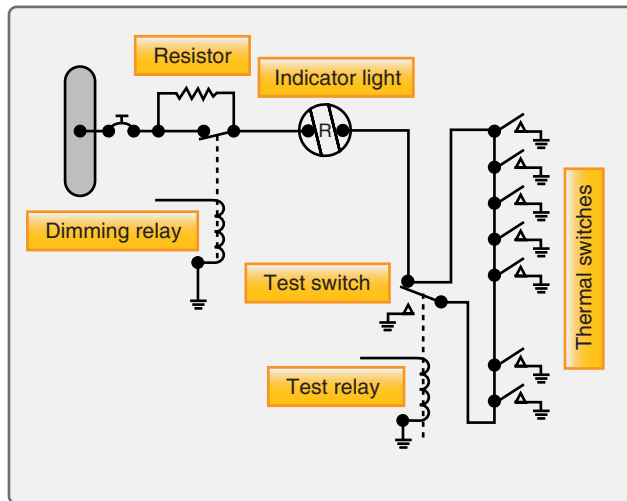 Resistor
Indicator light
R
Dimming relay
Test switch
Thermal switches
Test relay